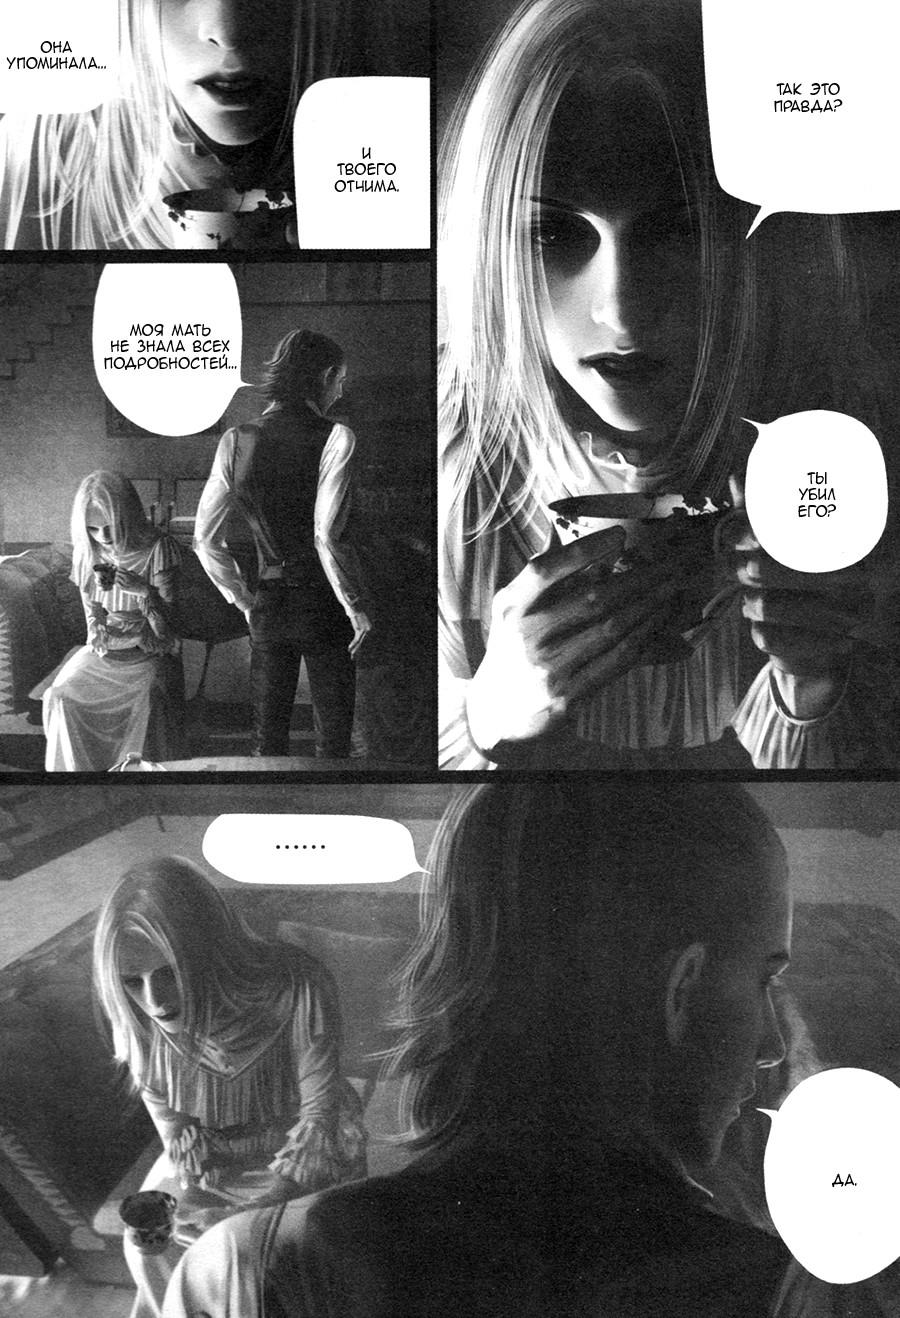 ОНА
УПОМИНАЛА...
И
ТВОЕГО
ОТЧИМА.
МОЯ МАТЬ
НЕ ЗНАЛА ВСЕХ
ПОДРОБНОСТЕЙ...
ТАК ЭТО
ПРАВДА?
ТЫ
УБИЛ
ЕГО?
......
ДА.